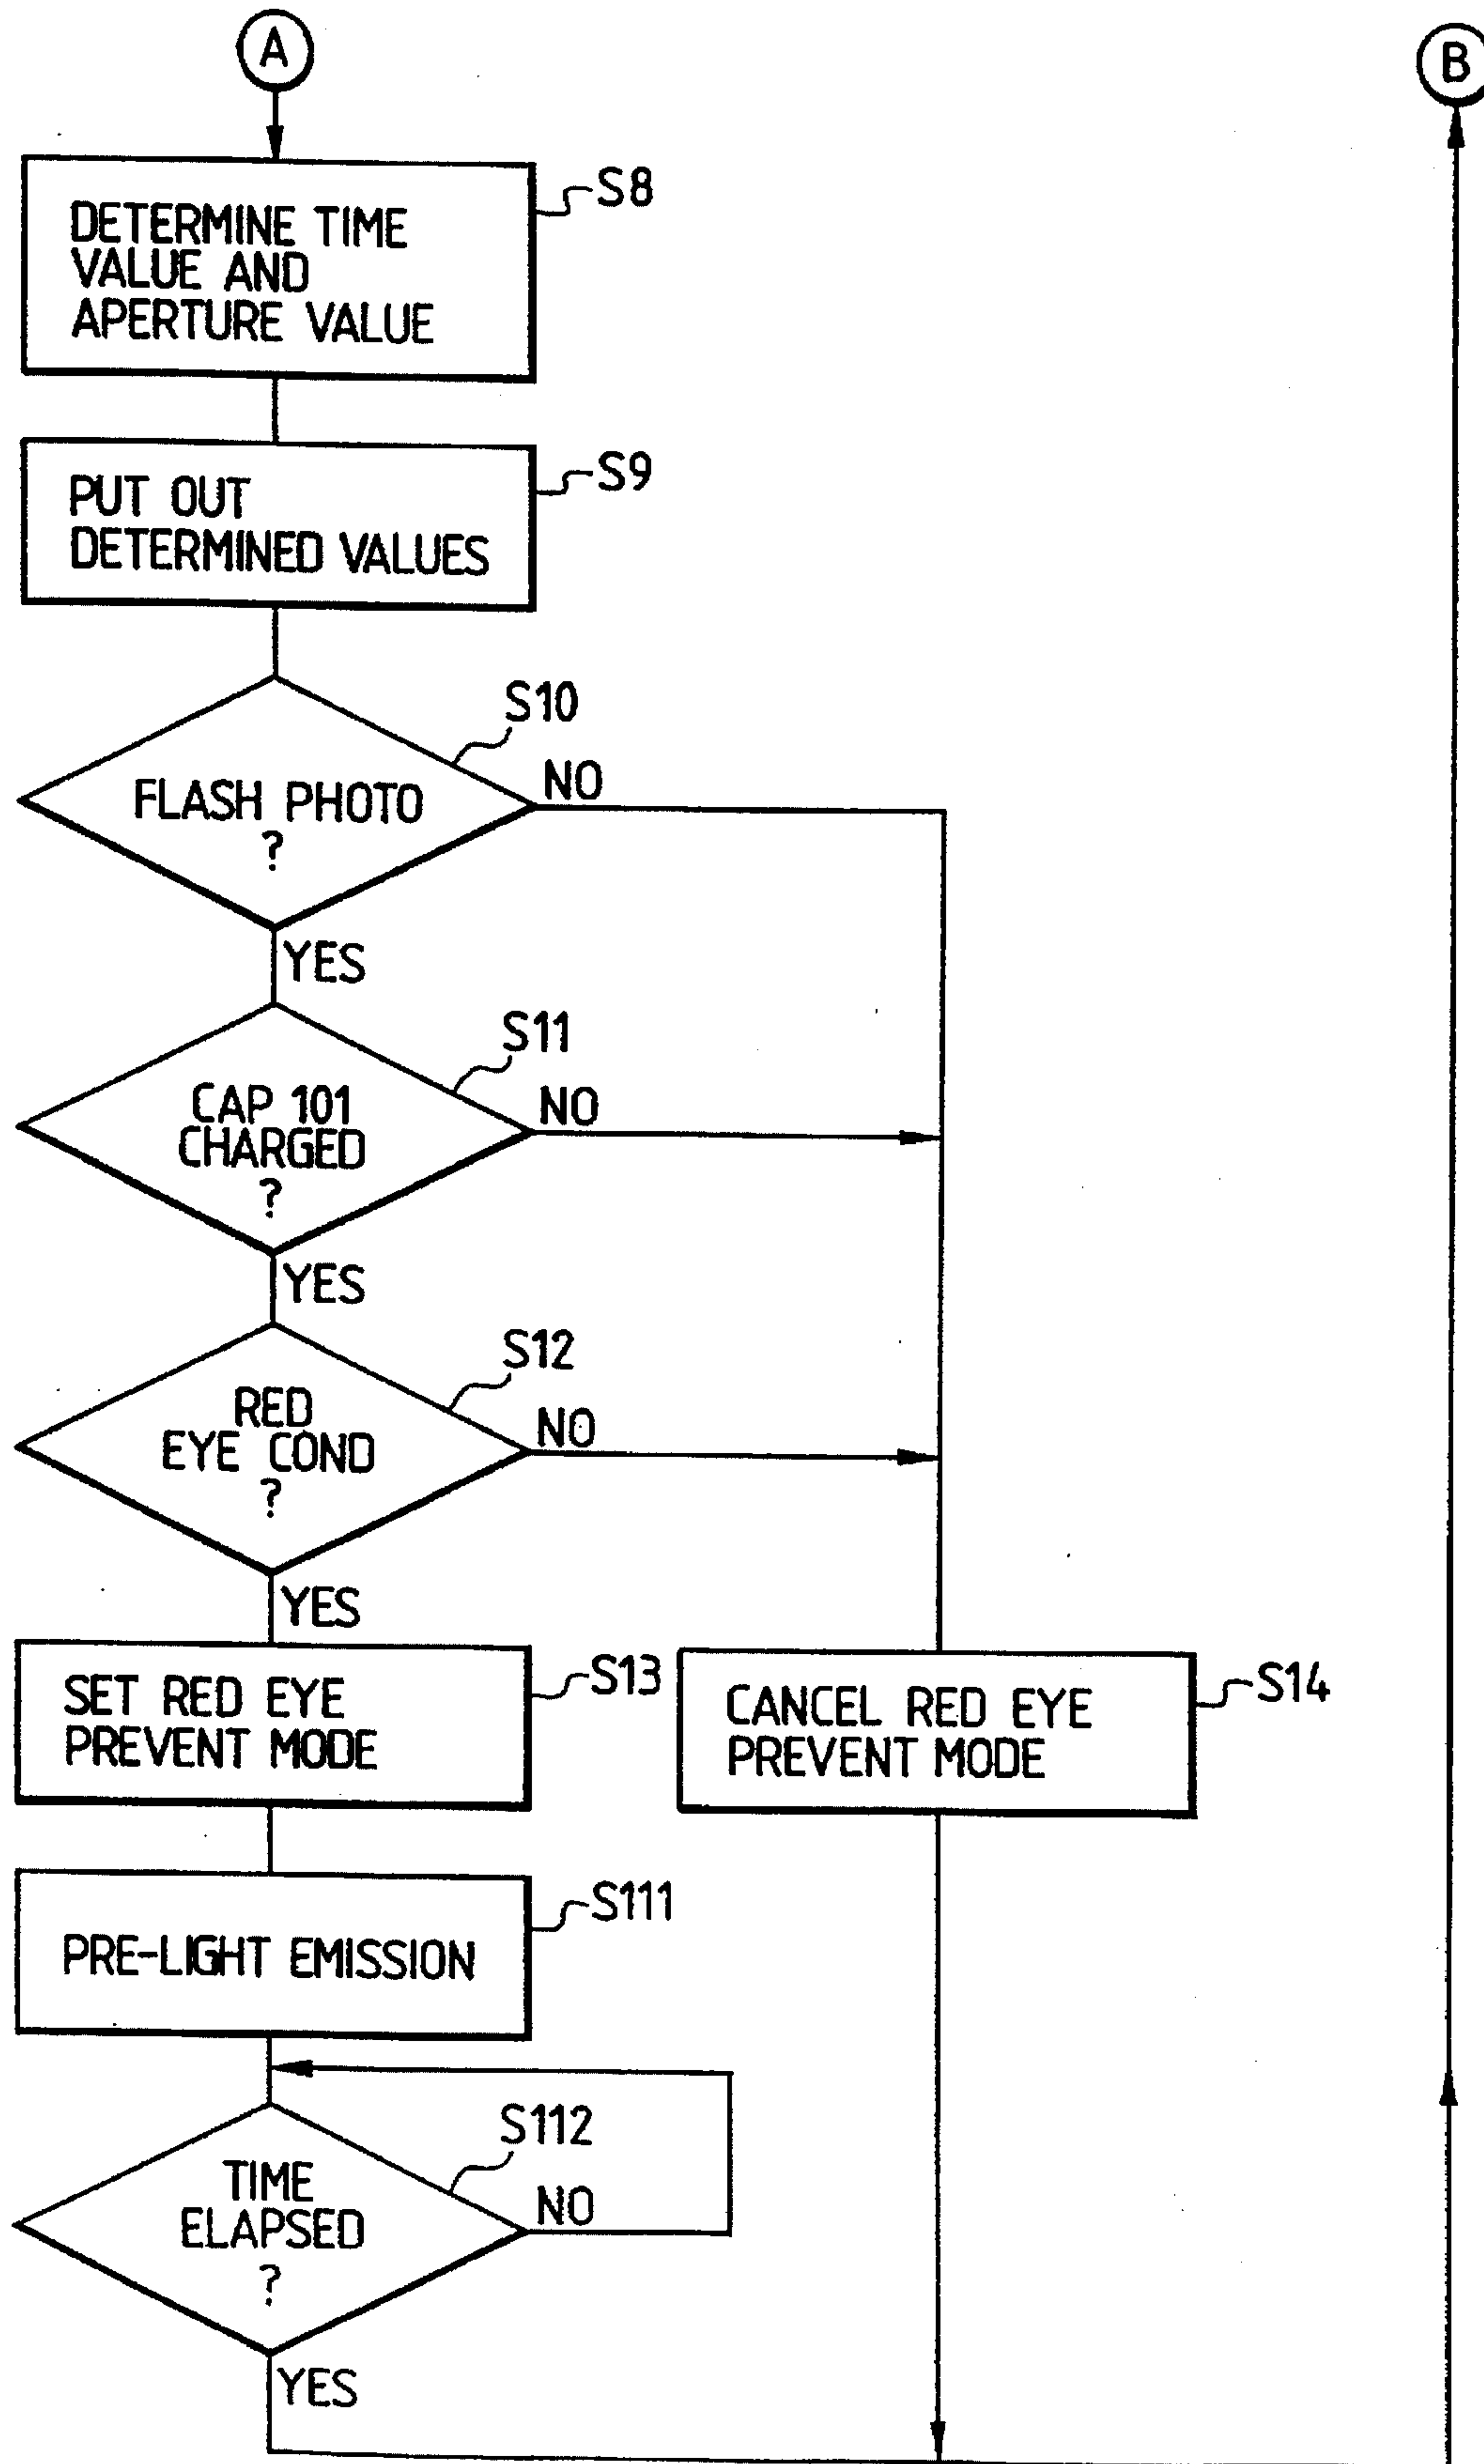 A
B
S8
DETERMINE TIME
VALUE AND
APERTURE VALUE
S9
PUT OUT
DETERMINED VALUES
S10
FLASH PHOTO
?
NO
YES
S11
CAP 101
CHARGED
?
NO
YES
S12
RED
EYE COND
?
NO
YES
S13
SET RED EYE
PREVENT MODE
S14
CANCEL RED EYE
PREVENT MODE
S111
PRE-LIGHT EMISSION
S112
TIME
ELAPSED
?
NO
YES